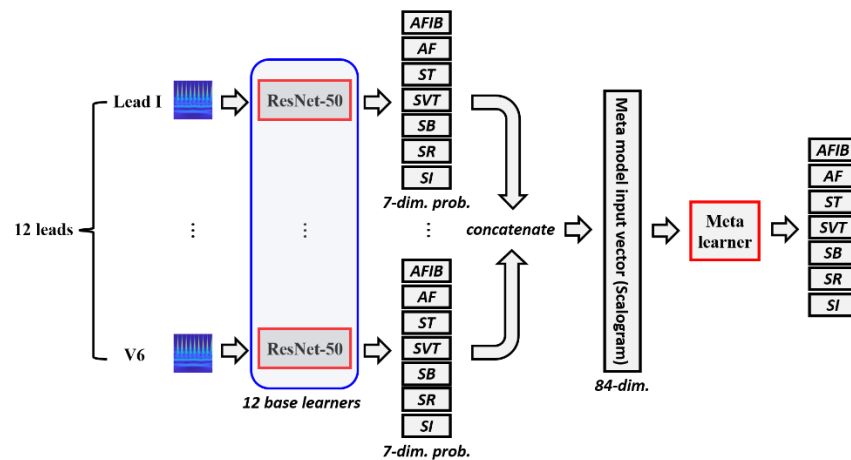 12 leads
Lead I
⋮
V6
ResNet-50
⋮
ResNet-50
12 base learners
AFIB
AF
ST
SVT
SB
SR
SI
7-dim. prob.
⋮
AFIB
AF
ST
SVT
SB
SR
SI
7-dim. prob.
concatenate
Meta model input vector (Scalogram)
84-dim.
Meta
learner
AFIB
AF
ST
SVT
SB
SR
SI